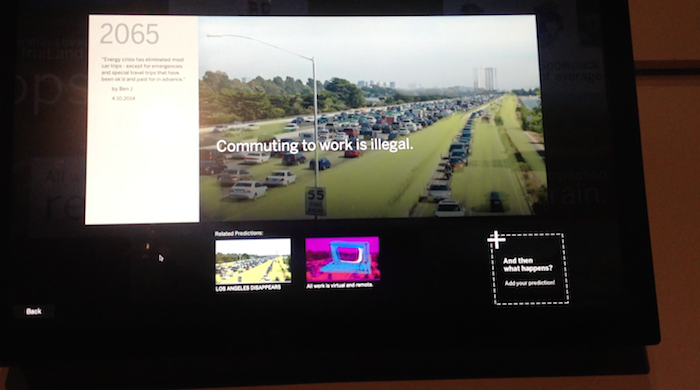 2065
"Energy crisis has eliminated most
car trips - except for emergencies
and special travel trips that have
been ok'd and paid for in advance."
by Ben J
4.10.2014
Commuting to work is illegal.
55
Related Predictions:
LOS ANGELES DISAPPEARS
All work is virtual and remote.
And then
what happens?
Add your prediction!
Back